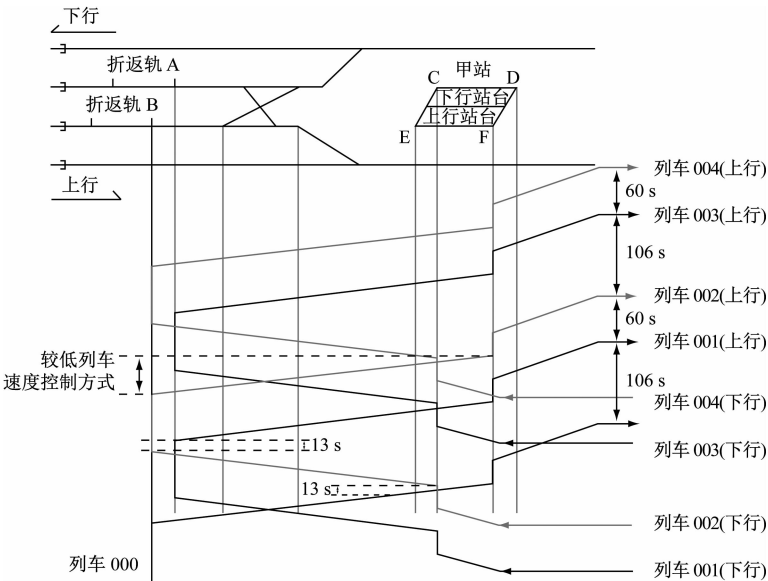 下行
折返轨 A
折返轨 B
C 甲站 D
下行站台
上行站台
E F
上行
列车 004(上行)
60 s
列车 003(上行)
106 s
列车 002(上行)
60 s
列车 001(上行)
较低列车
速度控制方式
106 s
列车 004(下行)
13 s
列车 003(下行)
13 s
列车 002(下行)
列车 000
列车 001(下行)